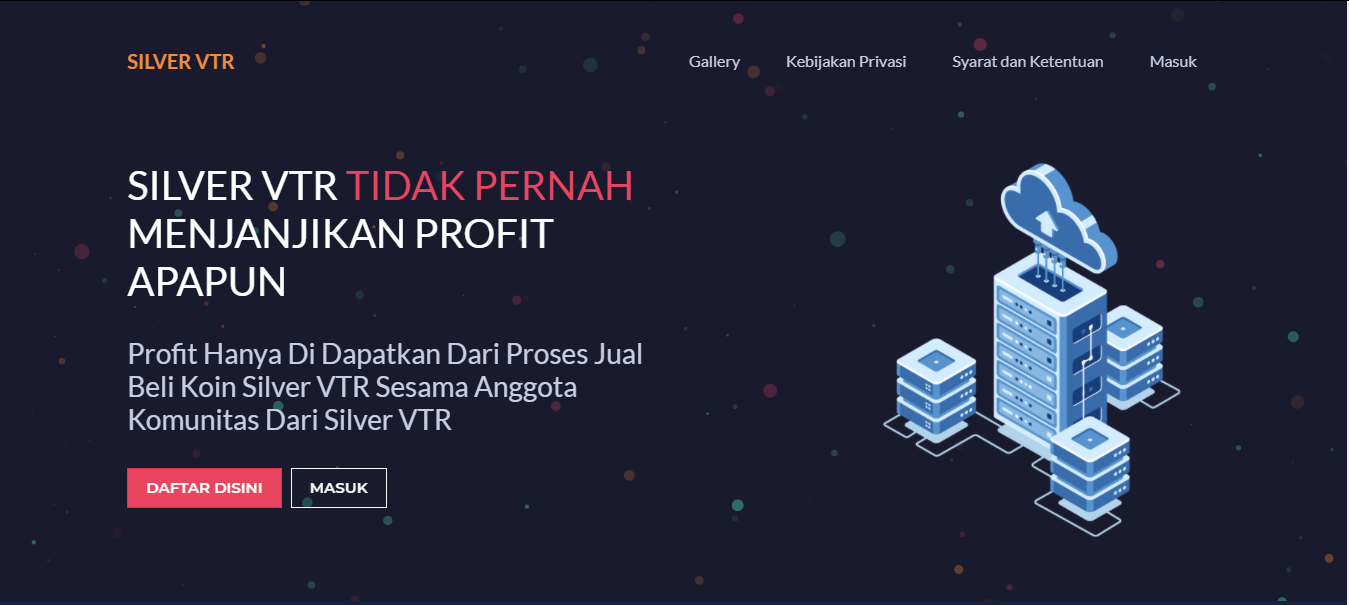 SILVER VTR
Gallery
Kebijakan Privasi
Syarat dan Ketentuan
Masuk
SILVER VTR TIDAK PERNAH
MENJANJIKAN PROFIT
APAPUN
Profit Hanya Di Dapatkan Dari Proses Jual
Beli Koin Silver VTR Sesama Anggota
Komunitas Dari Silver VTR
DAFTAR DISINI
MASUK